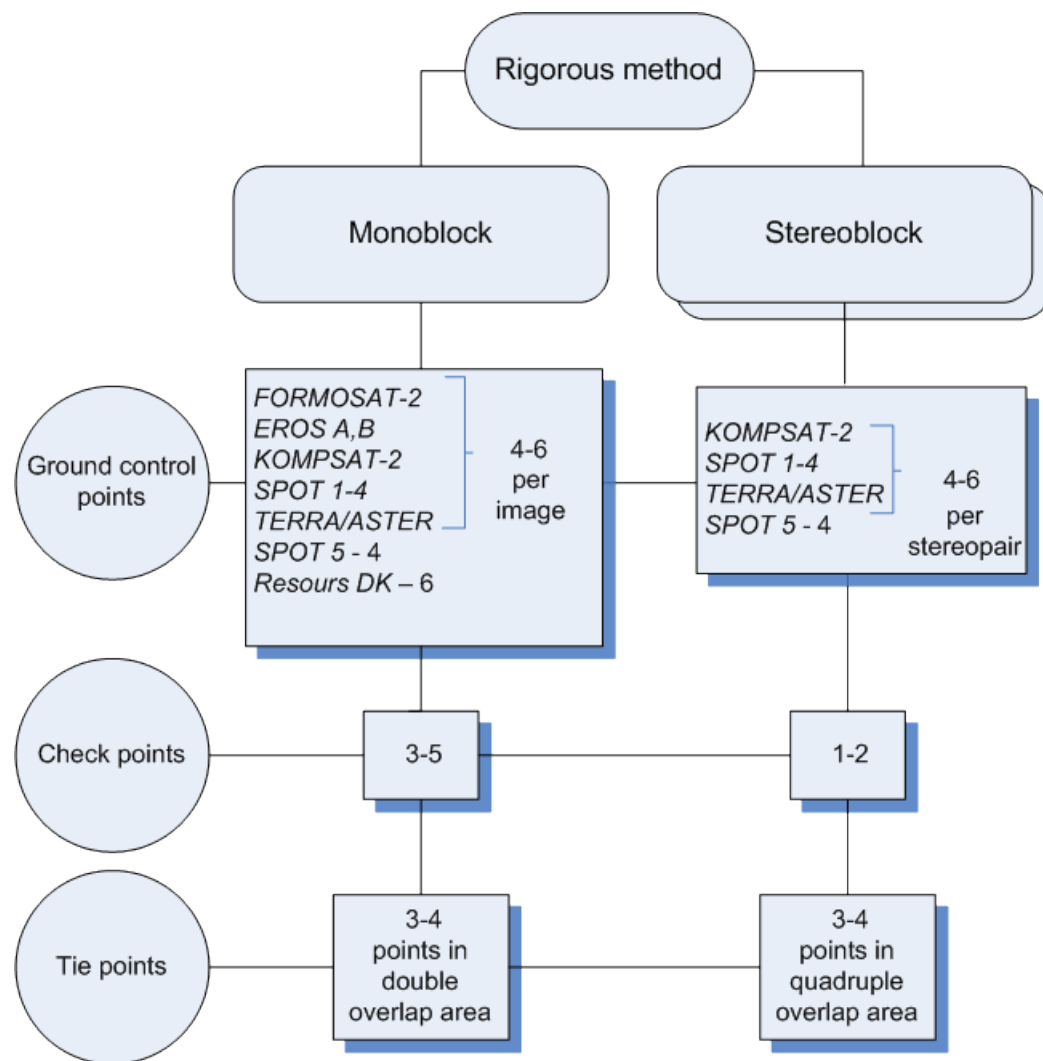 Rigorous method
Monoblock
Stereoblock
Ground control
points
FORMOSAT-2
EROS A,B
KOMPSAT-2
SPOT 1-4
TERRA/ASTER
SPOT 5 - 4
Resours DK – 6
4-6
per
image
KOMPSAT-2
SPOT 1-4
TERRA/ASTER
SPOT 5 - 4
4-6
per
stereopair
Check points
3-5
1-2
Tie points
3-4
points in
double
overlap area
3-4
points in
quadruple
overlap area